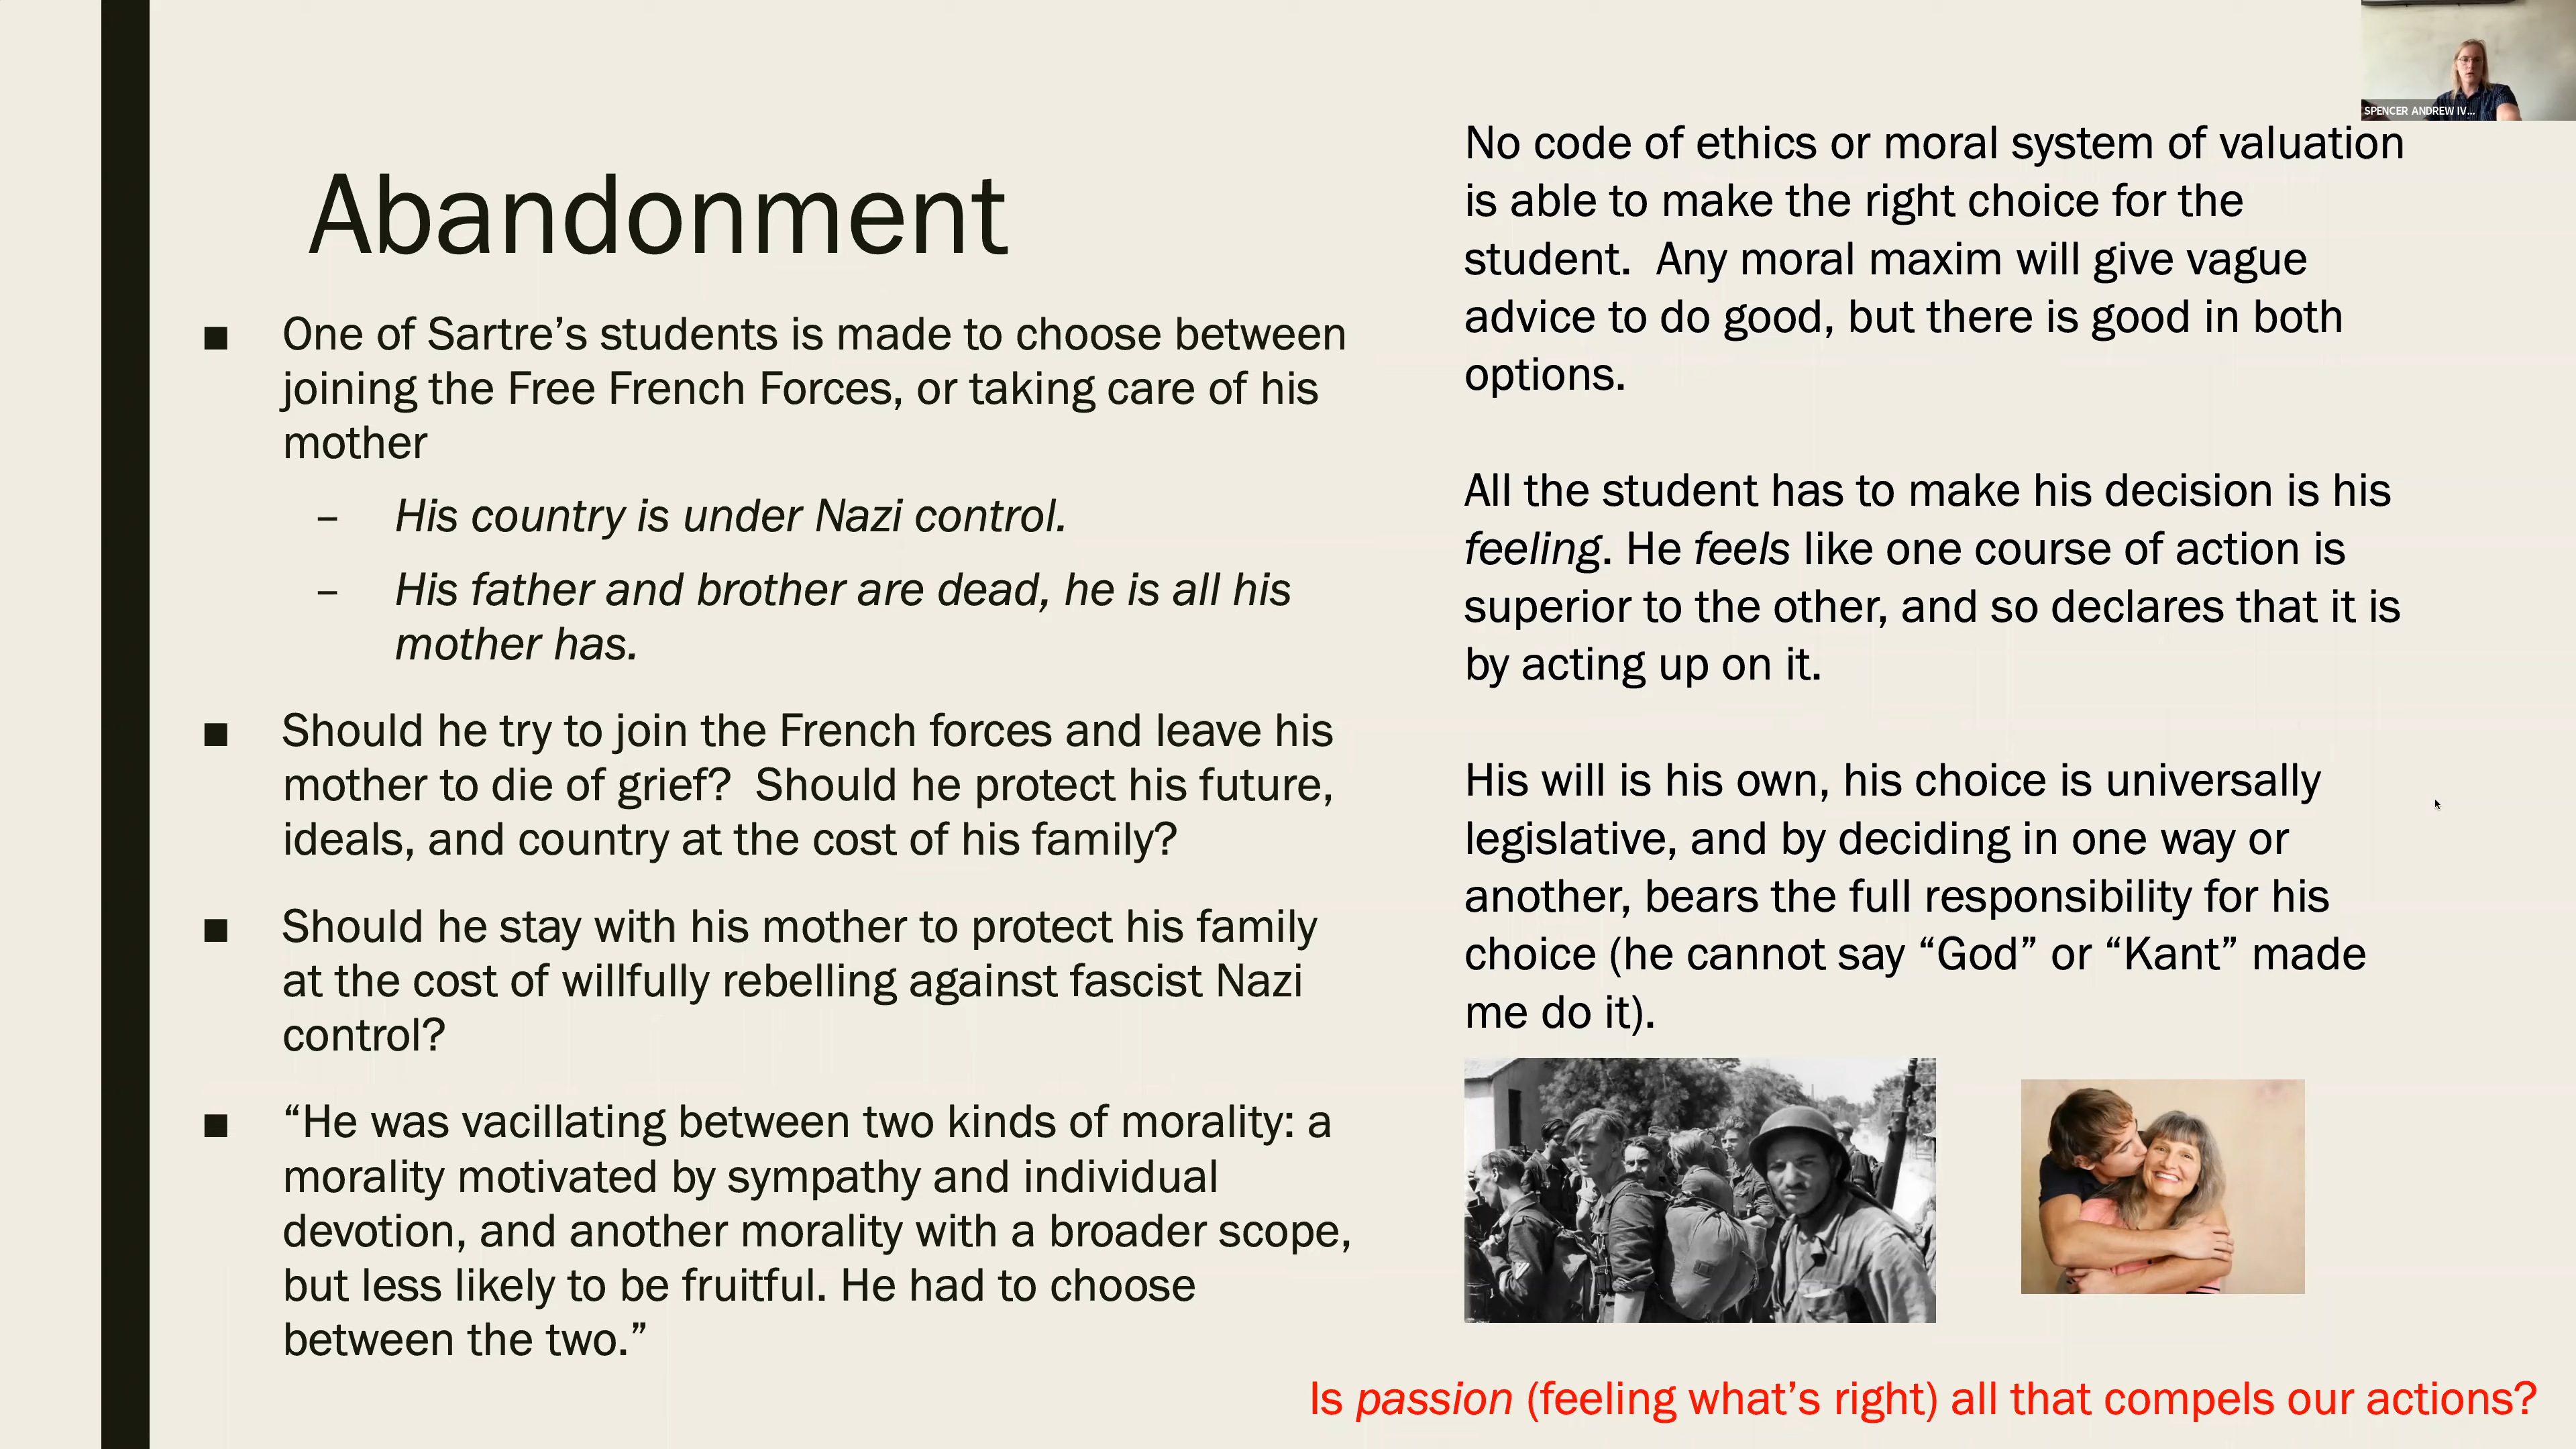 Abandonment
■ One of Sartre’s students is made to choose between
joining the Free French Forces, or taking care of his
mother
– His country is under Nazi control.
– His father and brother are dead, he is all his
mother has.
■ Should he try to join the French forces and leave his
mother to die of grief?  Should he protect his future,
ideals, and country at the cost of his family?
■ Should he stay with his mother to protect his family
at the cost of willfully rebelling against fascist Nazi
control?
■ “He was vacillating between two kinds of morality: a
morality motivated by sympathy and individual
devotion, and another morality with a broader scope,
but less likely to be fruitful. He had to choose
between the two.”
SPENCER ANDREW IV...
No code of ethics or moral system of valuation
is able to make the right choice for the
student.  Any moral maxim will give vague
advice to do good, but there is good in both
options.
All the student has to make his decision is his
feeling. He feels like one course of action is
superior to the other, and so declares that it is
by acting up on it.
His will is his own, his choice is universally
legislative, and by deciding in one way or
another, bears the full responsibility for his
choice (he cannot say “God” or “Kant” made
me do it).
Is passion (feeling what’s right) all that compels our actions?